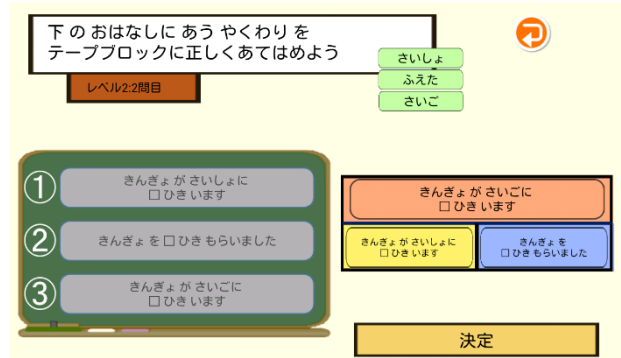 下 の おはなしに あう やくわり を
テープブロックに正しくあてはめよう
レベル2:2問目
さいしょ
ふえた
さいご
① きんぎょ が さいしょに
□ ひき います
② きんぎょ を □ ひき もらいました
③ きんぎょ が さいごに
□ ひき います
きんぎょ が さいごに
□ ひき います
きんぎょ が さいしょに
□ ひき います
きんぎょ を
□ ひき もらいました
決定